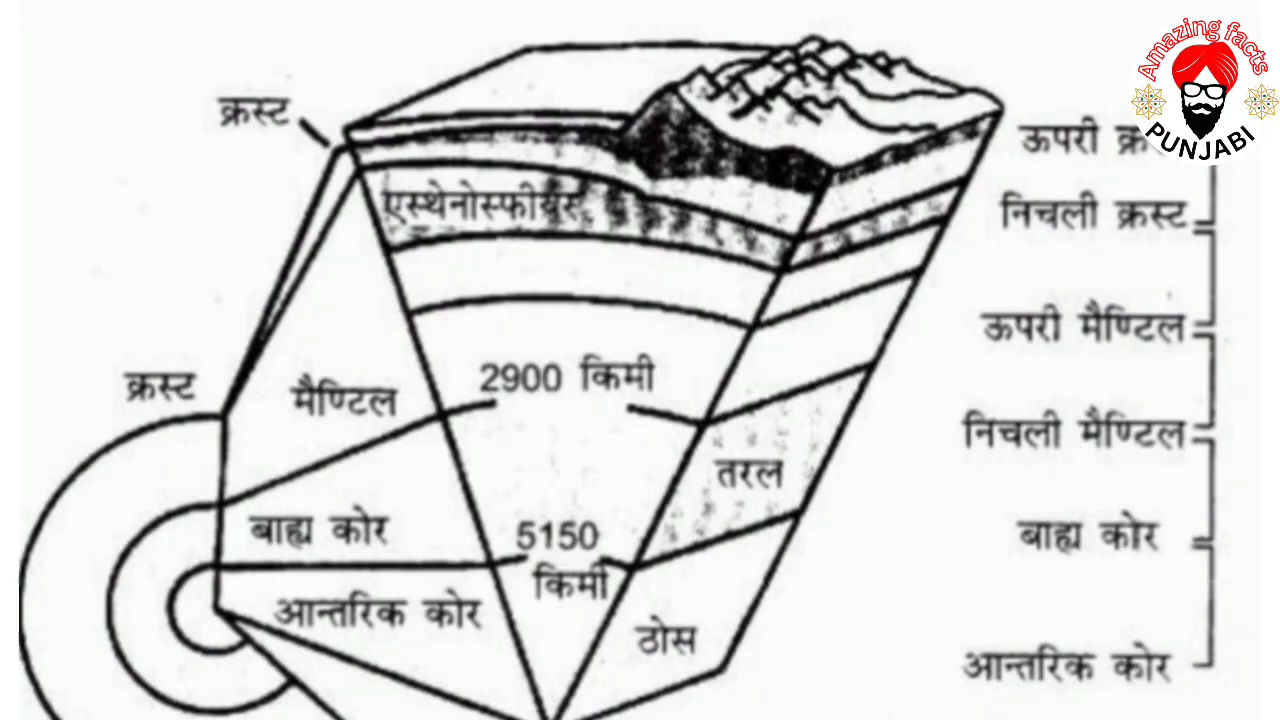 Amazing facts
PUNJABI
क्रस्ट
ऊपरी
निचली क्रस्ट
एस्थेनोस्फीयर
ऊपरी मैण्टिल
2900 किमी
क्रस्ट
मैण्टिल
निचली मैण्टिल
तरल
बाह्य कोर
5150
किमी
बाह्य कोर
आन्तरिक कोर
ठोस
आन्तरिक कोर